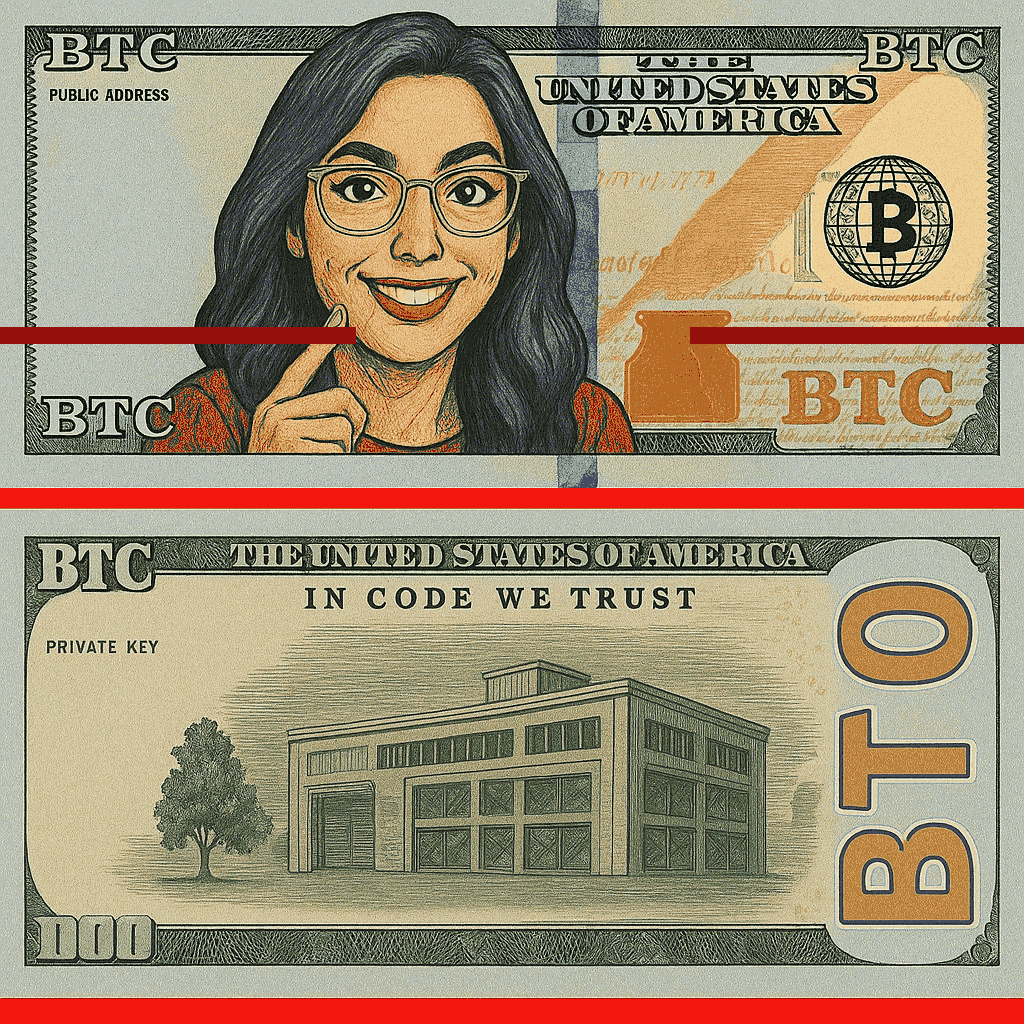 BTC
BTC
PUBLIC ADDRESS
THE
UNITED STATES
OF AMERICA
B
BTC
BTC
BTC
THE UNITED STATES OF AMERICA
IN CODE WE TRUST
PRIVATE KEY
BTO
DOO